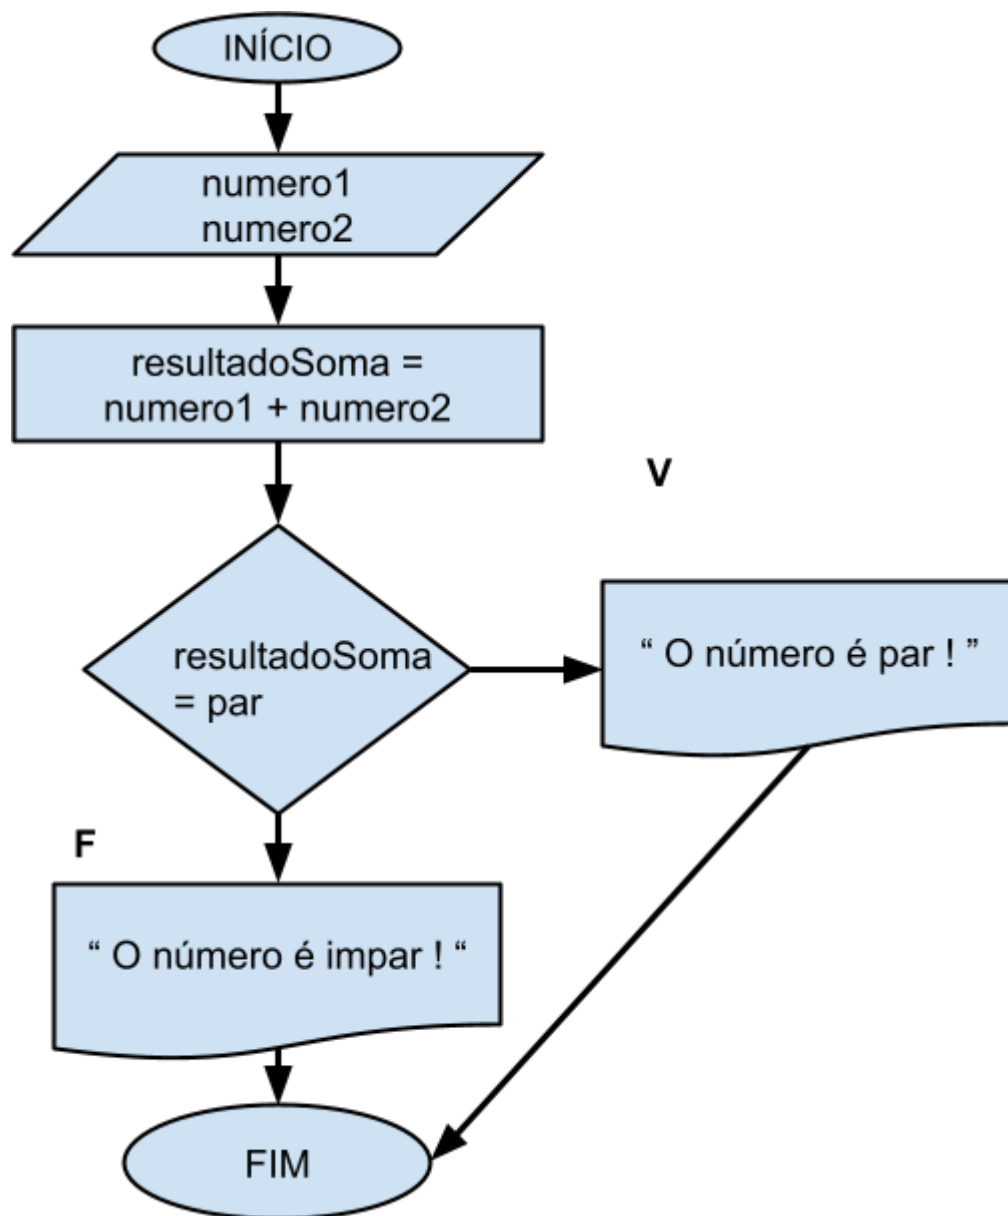 INÍCIO
numero1
numero2
resultadoSoma =
numero1 + numero2
V
resultadoSoma
= par
“ O número é par ! ”
F
“ O número é impar ! “
FIM